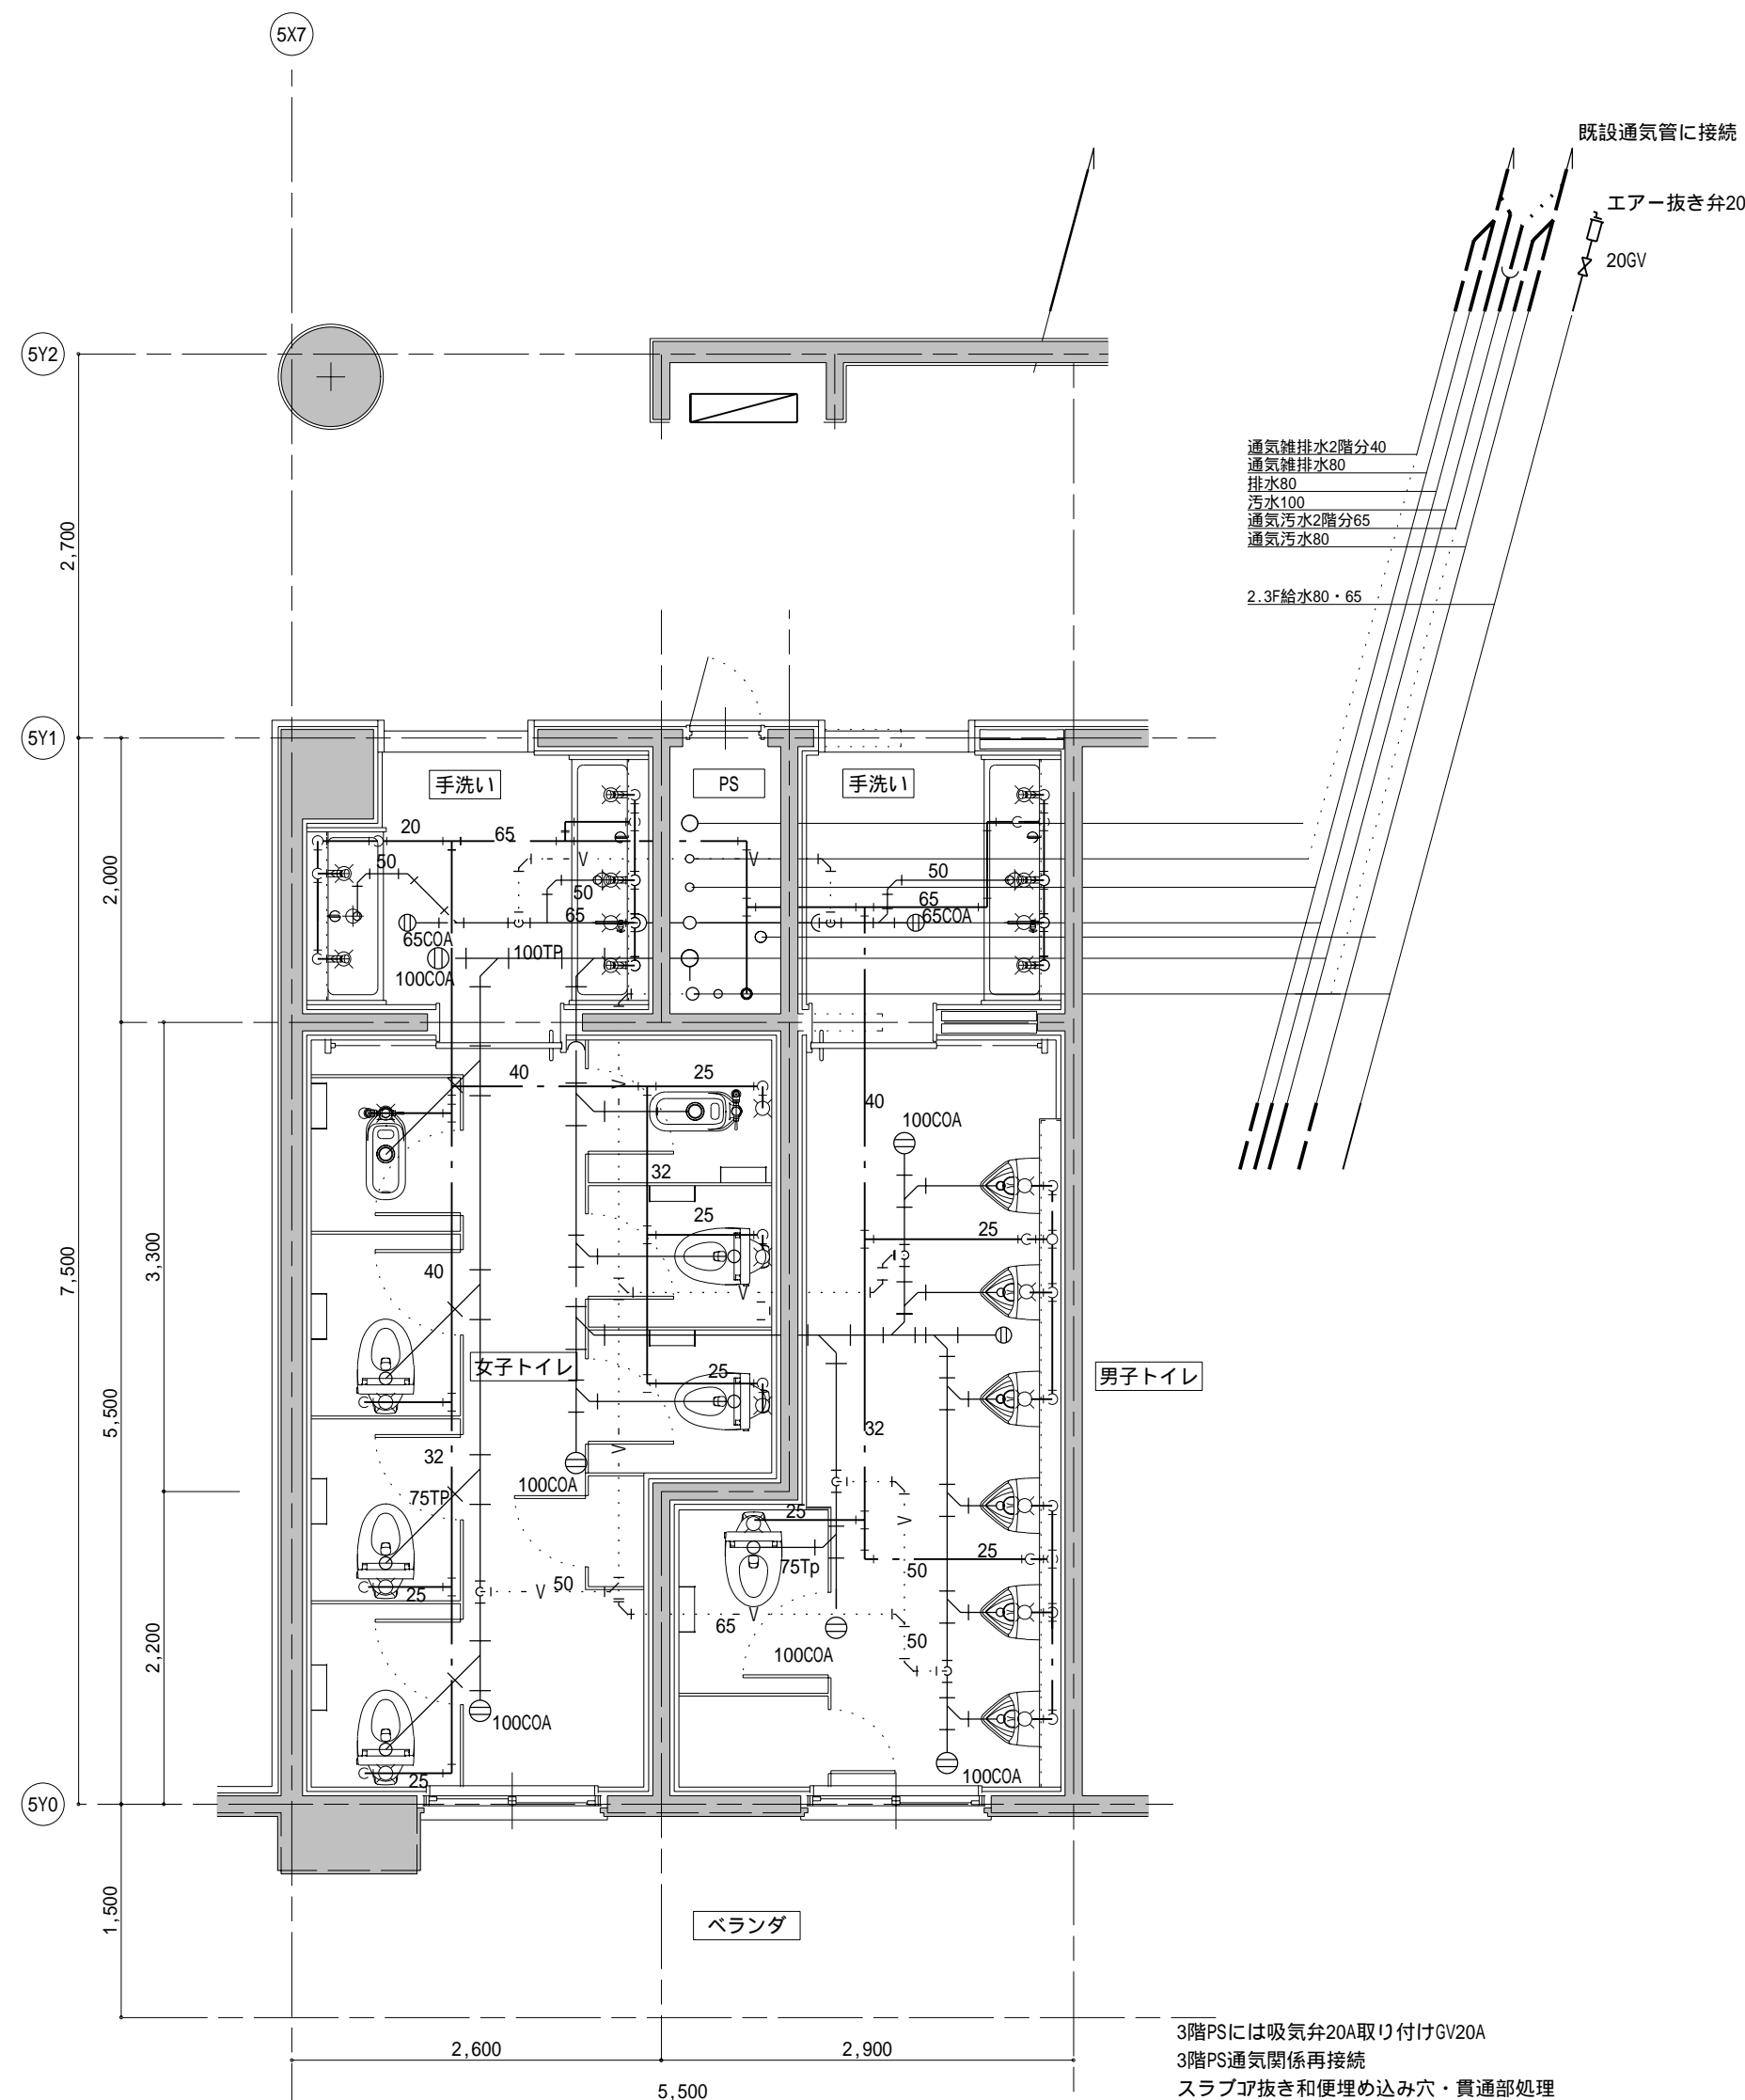 5X7
既設通気管に接続
エアー抜き弁20
20GV
5Y2
通気雑排水2階分40
通気雑排水80
排水80
汚水100
通気汚水2階分65
通気汚水80
2.3F給水80・65
2,700
5Y1
手洗い
PS
手洗い
20
65
50
V
V
50
50
65
65
65COA
65COA
100TP
100COA
2,000
40
25
V
40
100COA
32
25
25
7,500
3,300
40
V
女子トイレ
25
男子トイレ
5,500
32
32
V
100COA
75TP
25
V
25
75Tp
50
V
50
25
65
V
50
2,200
100COA
100COA
25
100COA
5Y0
1,500
ベランダ
2,600
2,900
5,500
3階PSには吸気弁20A取り付けGV20A
3階PS通気関係再接続
スラブコア抜き和便埋め込み穴・貫通部処理